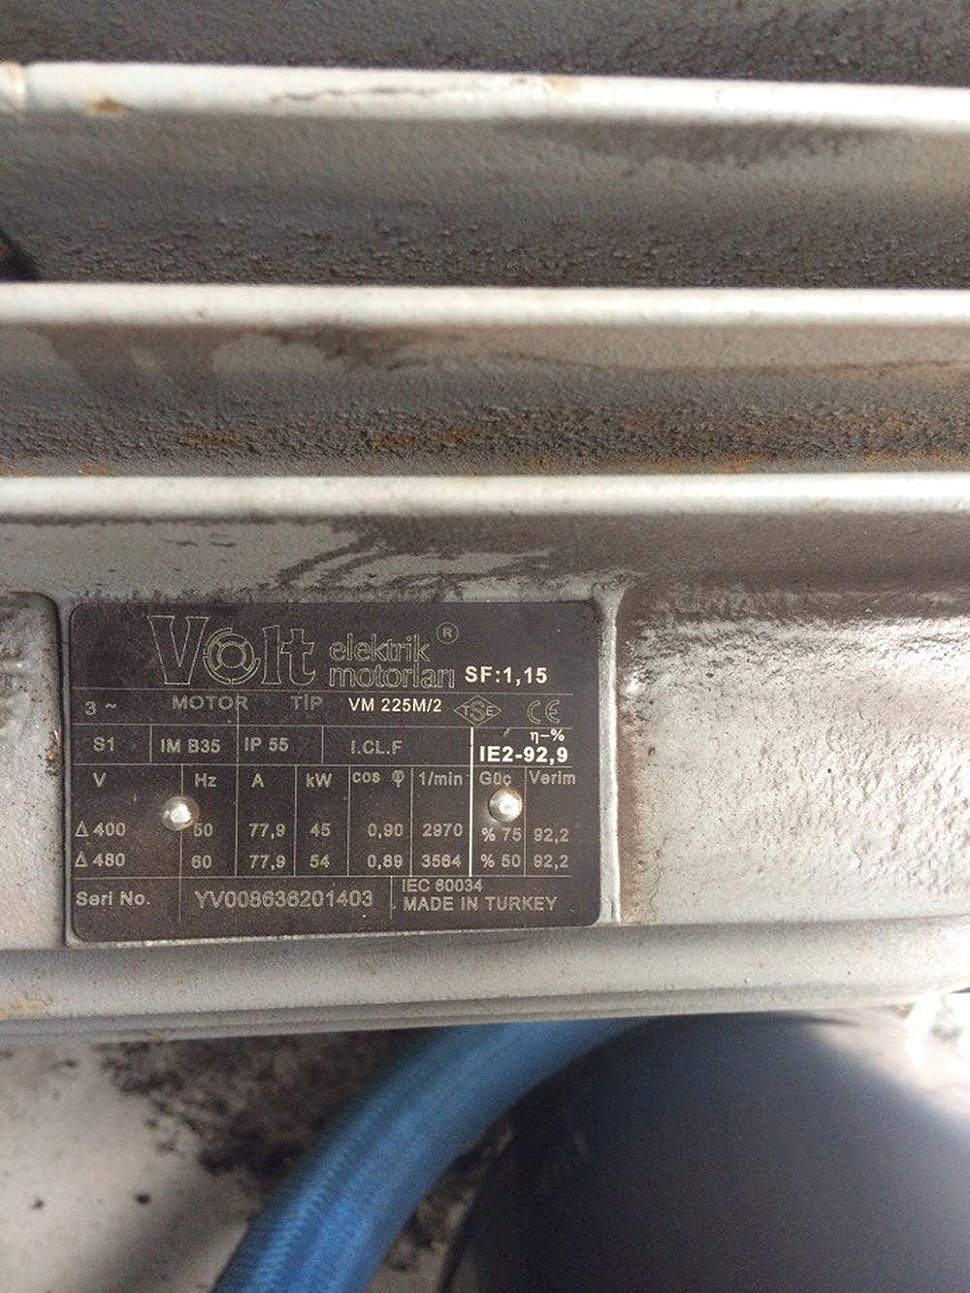 Volt elektrik motorları ® SF:1,15
3 ~ MOTOR TİP VM 225M/2 TSE CE
S1 IM B35 IP 55 I.CL.F η-% IE2-92,9
V Hz A kW cos φ 1/min Güç Verim
Δ 400 50 77,9 45 0,90 2970 % 75 92,2
Δ 480 60 77,9 54 0,89 3564 % 50 92,2
Seri No. YV008636201403 IEC 60034
MADE IN TURKEY